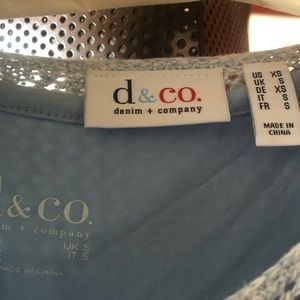 d&co.
denim + company
US XS
UK S
DE XS
IT S
FR S
MADE IN
CHINA
d&co.
denim + company
UK S
IT S
MADE IN CHINA